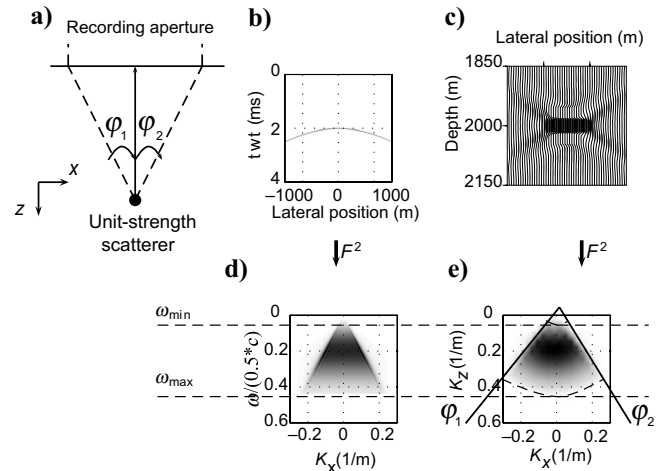 a)
Recording aperture
φ1
φ2
x
z
Unit-strength
scatterer
b)
twt (ms)
0
2
4
−1000
0
1000
Lateral position (m)
c)
Lateral position (m)
Depth (m)
1850
2000
2150
F²
F²
d)
ωmin
ωmax
ω/(0.5*c)
0
0.2
0.4
0.6
−0.2
0
0.2
Kx(1/m)
e)
Kz(1/m)
0
0.2
0.4
0.6
φ1
φ2
−0.2
0
0.2
Kx(1/m)